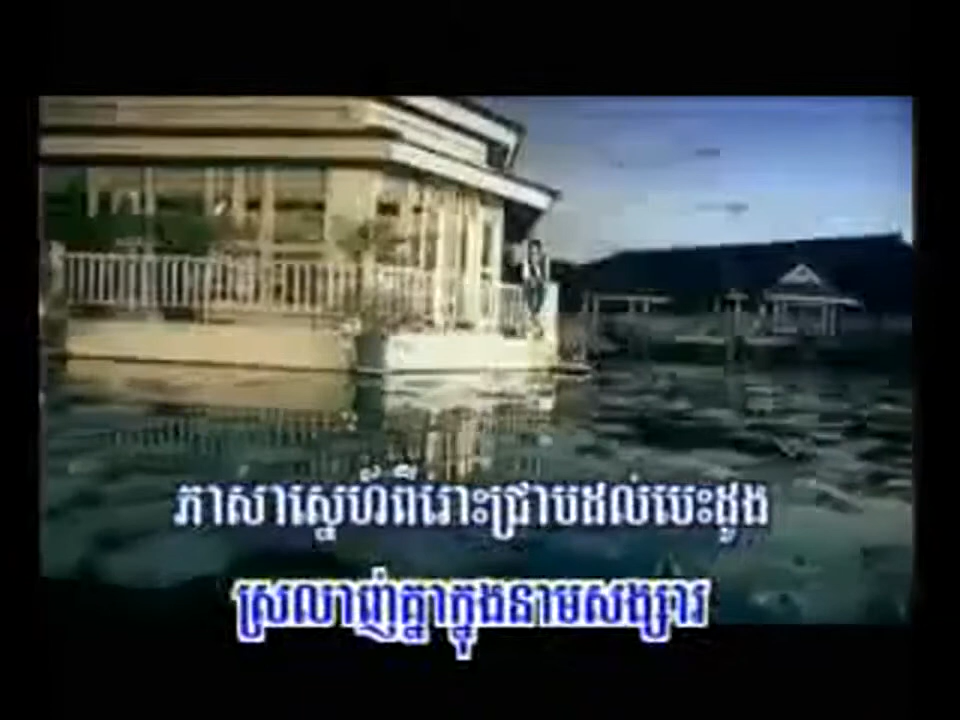 ភាសាស្នេហ៍ពីរោះជ្រាបដល់បេះដូង
ស្រលាញ់គ្នាក្នុងនាមសង្សារ